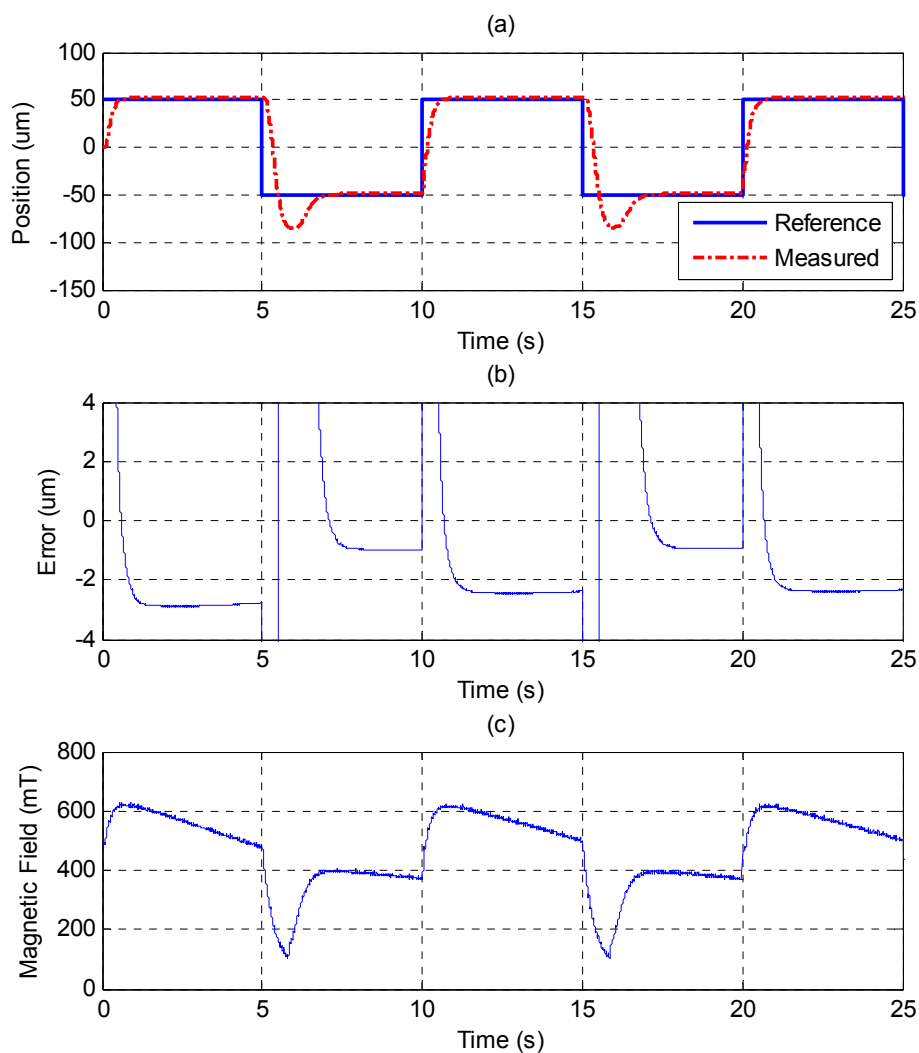 (a)
Position (um)
100
50
0
-50
-100
-150
Reference
Measured
0 5 10 15 20 25
Time (s)
(b)
Error (um)
4
2
0
-2
-4
0 5 10 15 20 25
Time (s)
(c)
Magnetic Field (mT)
800
600
400
200
0
0 5 10 15 20 25
Time (s)